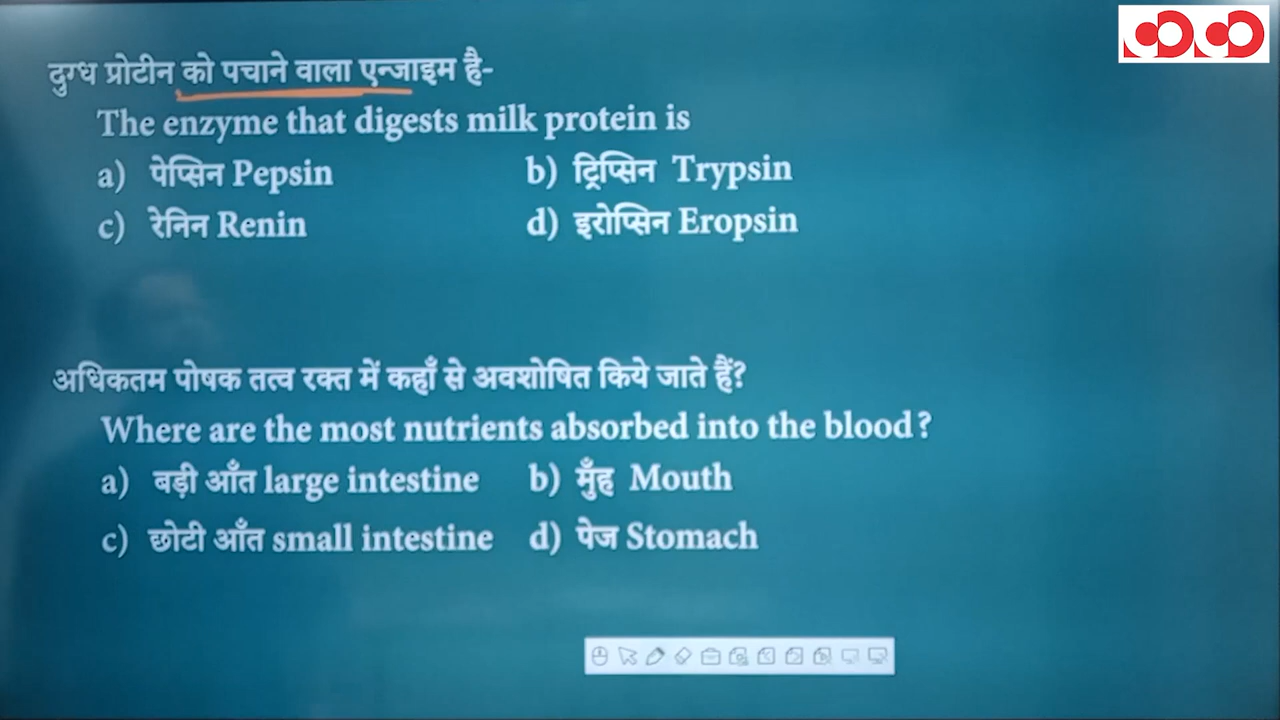 दुग्ध प्रोटीन को पचाने वाला एन्जाइम है-
The enzyme that digests milk protein is
a) पेप्सिन Pepsin b) ट्रिप्सिन Trypsin
c) रेनिन Renin d) इरोप्सिन Eropsin
अधिकतम पोषक तत्व रक्त में कहाँ से अवशोषित किये जाते हैं?
Where are the most nutrients absorbed into the blood?
a) बड़ी आँत large intestine b) मुँह Mouth
c) छोटी आँत small intestine d) पेज Stomach